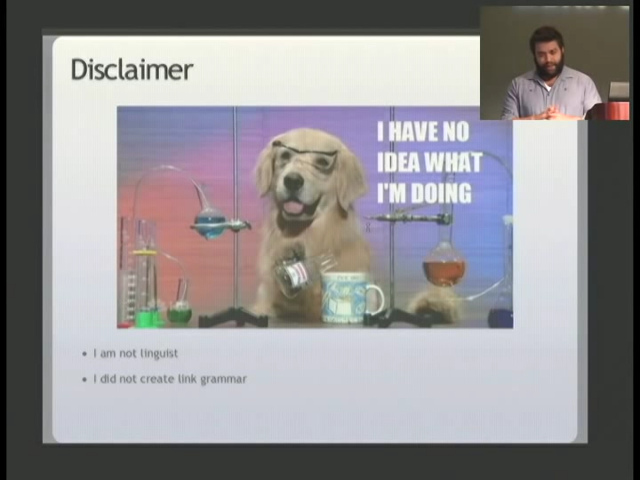 Disclaimer
I HAVE NO
IDEA WHAT
I'M DOING
• I am not linguist
• I did not create link grammar